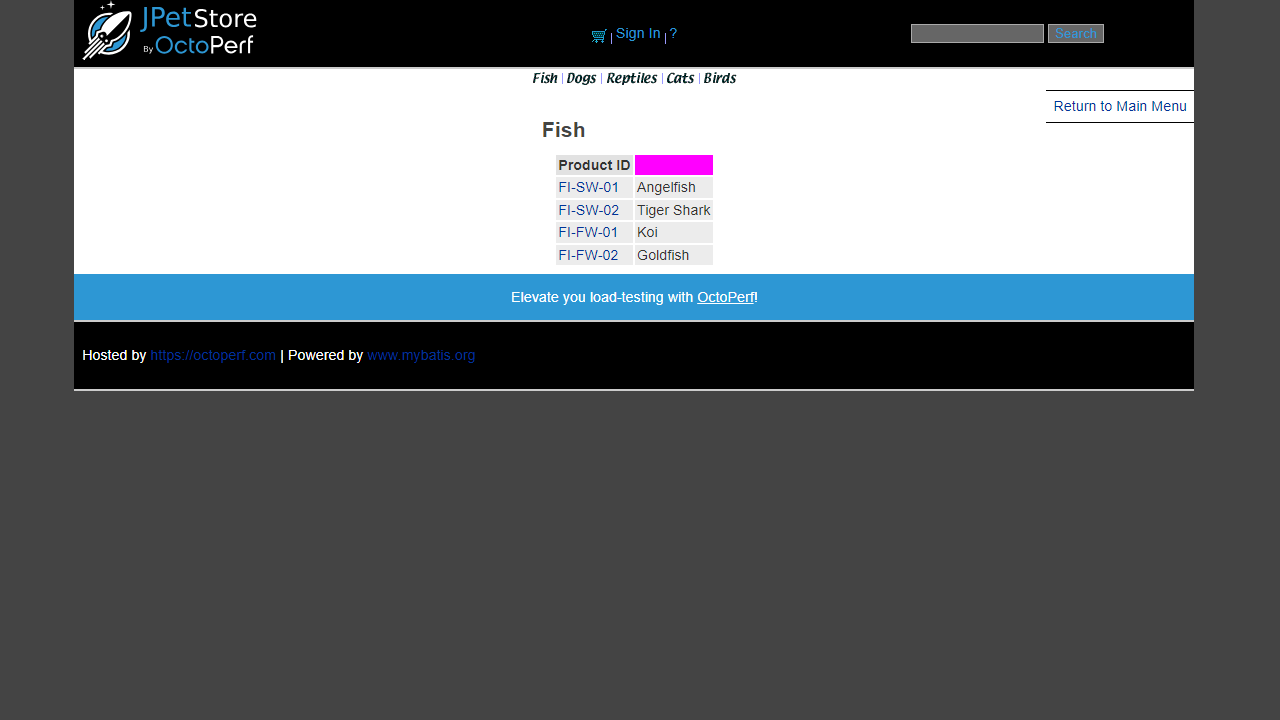 JPetStore
By OctoPerf
Sign In | ?
Search
Fish | Dogs | Reptiles | Cats | Birds
Return to Main Menu
Fish
Product ID
FI-SW-01 Angelfish
FI-SW-02 Tiger Shark
FI-FW-01 Koi
FI-FW-02 Goldfish
Elevate you load-testing with OctoPerf!
Hosted by https://octoperf.com | Powered by www.mybatis.org